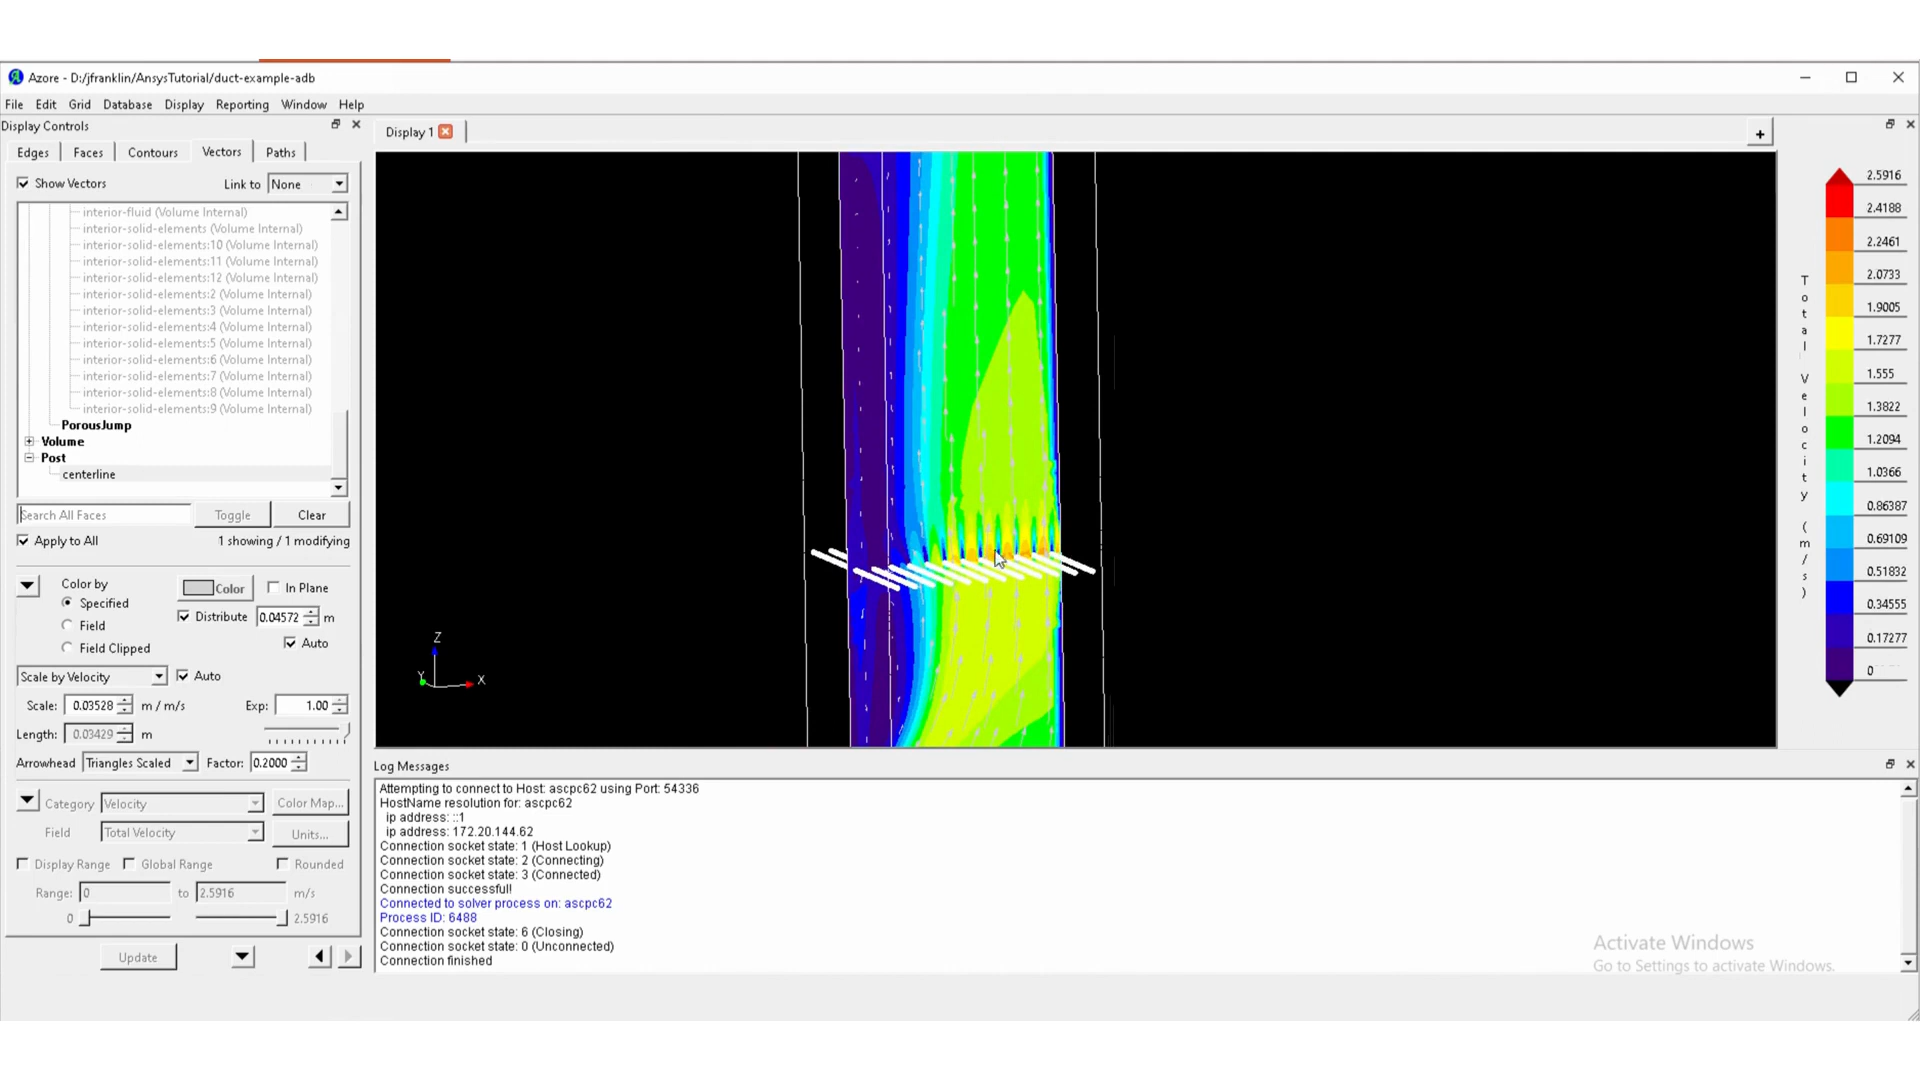 Azore - D:/jfranklin/AnsysTutorial/duct-example-adb
File Edit Grid Database Display Reporting Window Help
Display Controls
Edges Faces Contours Vectors Paths
Show Vectors Link to None
interior-fluid (Volume Internal)
interior-solid-elements (Volume Internal)
interior-solid-elements:10 (Volume Internal)
interior-solid-elements:11 (Volume Internal)
interior-solid-elements:12 (Volume Internal)
interior-solid-elements:2 (Volume Internal)
interior-solid-elements:3 (Volume Internal)
interior-solid-elements:4 (Volume Internal)
interior-solid-elements:5 (Volume Internal)
interior-solid-elements:6 (Volume Internal)
interior-solid-elements:7 (Volume Internal)
interior-solid-elements:8 (Volume Internal)
interior-solid-elements:9 (Volume Internal)
PorousJump
Volume
Post
centerline
Search All Faces Toggle Clear
Apply to All 1 showing / 1 modifying
Color by Color In Plane
Specified Distribute 0.04572 m
Field Auto
Field Clipped
Scale by Velocity Auto
Scale: 0.03528 m / m/s Exp: 1.00
Length: 0.03429 m
Arrowhead Triangles Scaled Factor: 0.2000
Category Velocity Color Map...
Field Total Velocity Units...
Display Range Global Range Rounded
Range: 0 to 2.5916 m/s
0 2.5916
Update
Display 1
+
Z
Y X
Total Velocity (m/s)
2.5916
2.4188
2.2461
2.0733
1.9005
1.7277
1.555
1.3822
1.2094
1.0366
0.86387
0.69109
0.51832
0.34555
0.17277
0
Log Messages
Attempting to connect to Host: ascpc62 using Port: 54336
HostName resolution for: ascpc62
ip address: ::1
ip address: 172.20.144.62
Connection socket state: 1 (Host Lookup)
Connection socket state: 2 (Connecting)
Connection socket state: 3 (Connected)
Connection successful!
Connected to solver process on: ascpc62
Process ID: 6488
Connection socket state: 6 (Closing)
Connection socket state: 0 (Unconnected)
Connection finished
Activate Windows
Go to Settings to activate Windows.